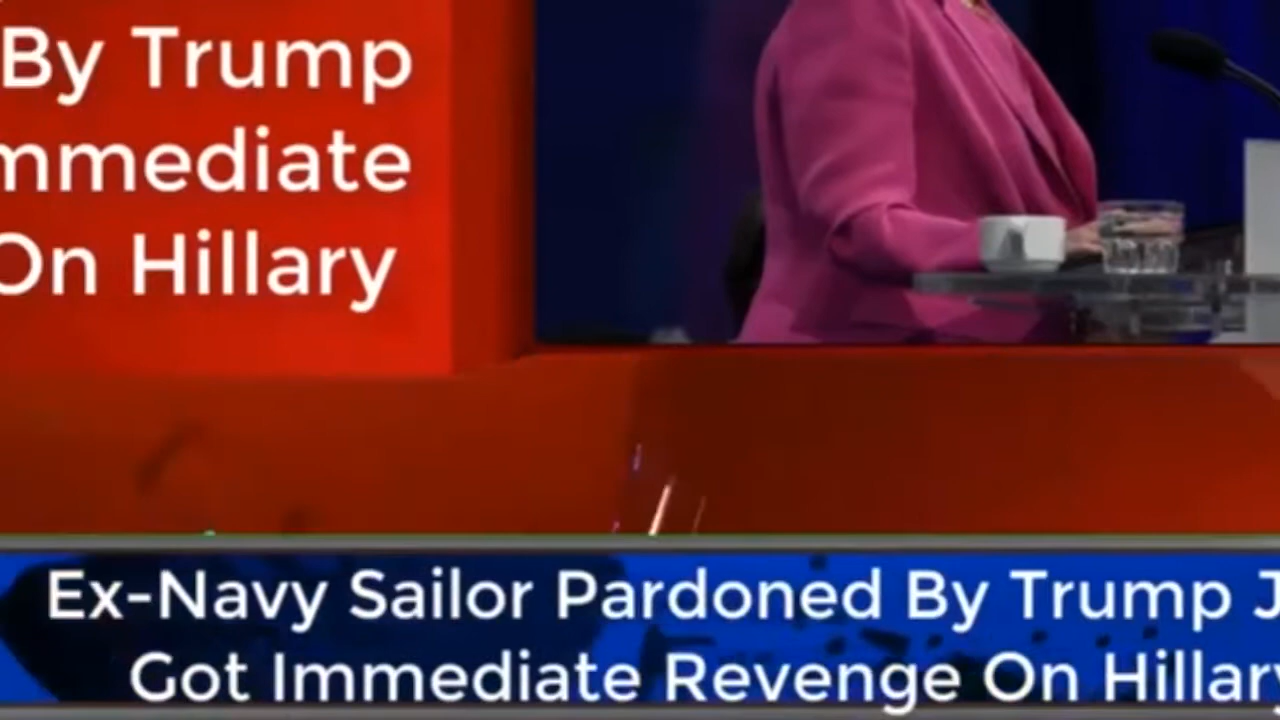 By Trump
mmediate
On Hillary
Ex-Navy Sailor Pardoned By Trump J
Got Immediate Revenge On Hillary